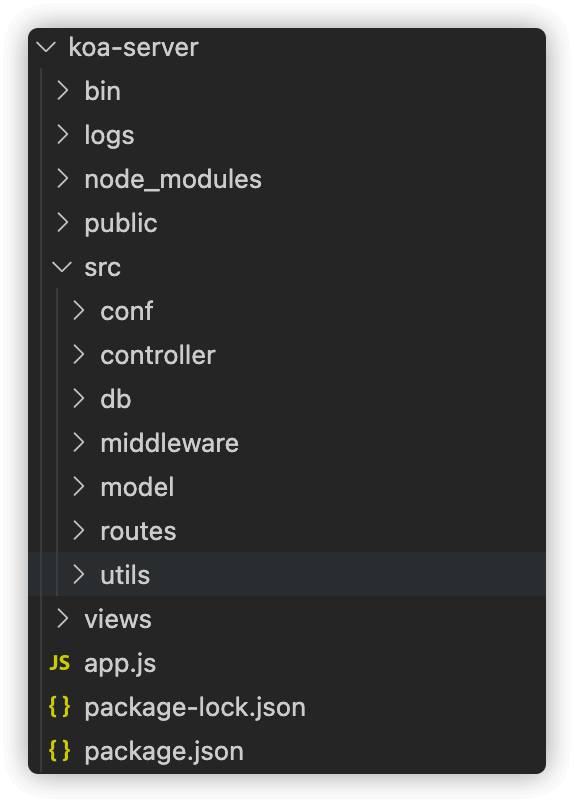 koa-server
bin
logs
node_modules
public
src
conf
controller
db
middleware
model
routes
utils
views
JS app.js
{ } package-lock.json
{ } package.json